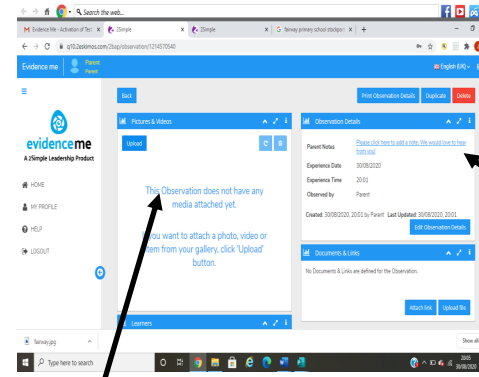 Search the web...
Evidence Me - Activation of Tes
2Simple
2Simple
fairway primary school stockport
q10.2eskimos.com/2bap/observation/1214570540
Evidence me
Parent
Parent
English (UK)
Back
Print Observation Details
Duplicate
Delete
evidenceme
A 2Simple Leadership Product
HOME
MY PROFILE
HELP
LOGOUT
Pictures & Videos
Upload
This Observation does not have any
media attached yet.
If you want to attach a photo, video or
item from your gallery, click 'Upload'
button.
Learners
Observation Details
Parent Notes
Please click here to add a note. We would love to hear
from you!
Experience Date 30/08/2020
Experience Time 20:01
Observed by Parent
Created: 30/08/2020, 20:01 by Parent Last Updated: 30/08/2020, 20:01
Edit Observation Details
Documents & Links
No Documents & Links are defined for the Observation.
Attach link
Upload file
fairway.jpg
Show all
Type here to search
20:05
30/08/2020